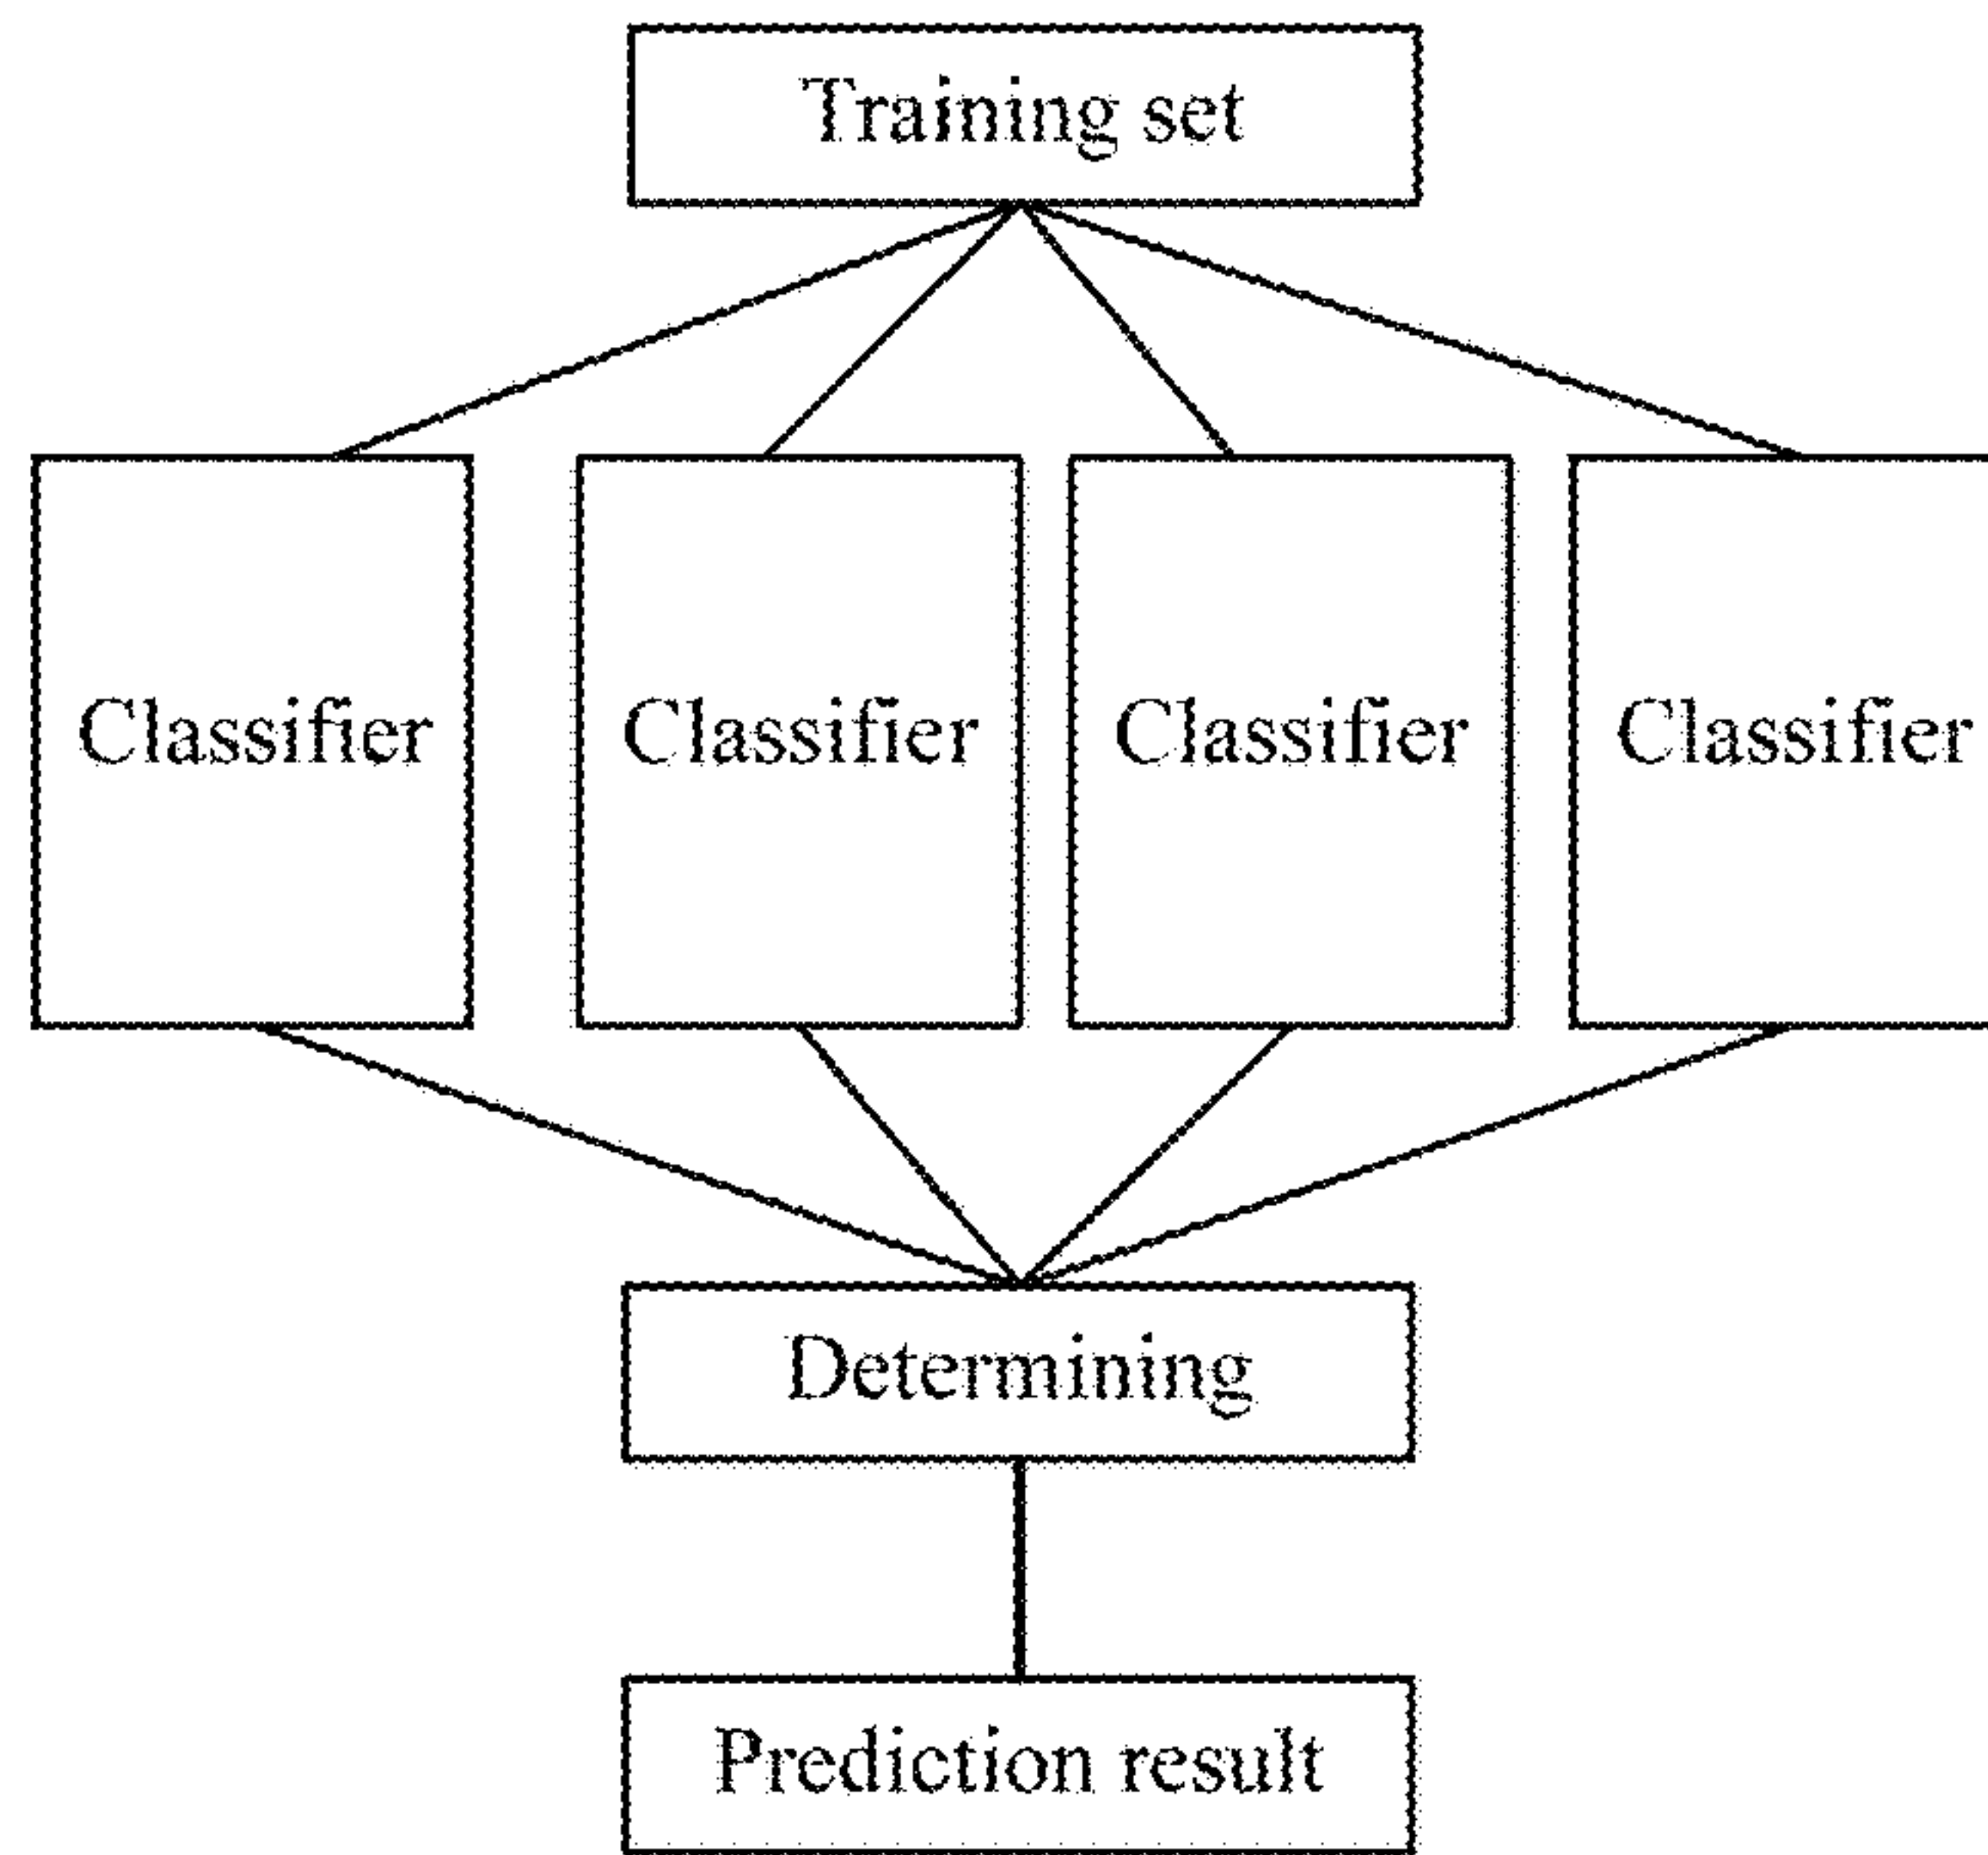 Training set
Classifier Classifier Classifier Classifier
Determining
Prediction result